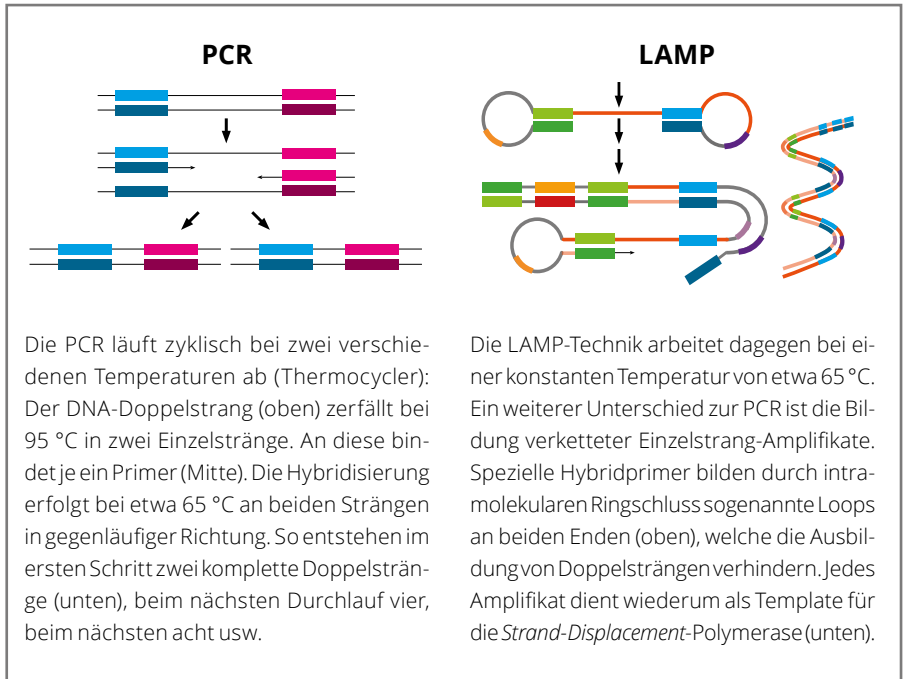 PCR
Die PCR läuft zyklisch bei zwei verschie-
denen Temperaturen ab (Thermocycler):
Der DNA-Doppelstrang (oben) zerfällt bei
95 °C in zwei Einzelstränge. An diese bin-
det je ein Primer (Mitte). Die Hybridisierung
erfolgt bei etwa 65 °C an beiden Strängen
in gegenläufiger Richtung. So entstehen im
ersten Schritt zwei komplette Doppelsträn-
ge (unten), beim nächsten Durchlauf vier,
beim nächsten acht usw.
LAMP
Die LAMP-Technik arbeitet dagegen bei ei-
ner konstanten Temperatur von etwa 65 °C.
Ein weiterer Unterschied zur PCR ist die Bil-
dung verketteter Einzelstrang-Amplifikate.
Spezielle Hybridprimer bilden durch intra-
molekularen Ringschluss sogenannte Loops
an beiden Enden (oben), welche die Ausbil-
dung von Doppelsträngen verhindern. Jedes
Amplifikat dient wiederum als Template für
die Strand-Displacement-Polymerase (unten).